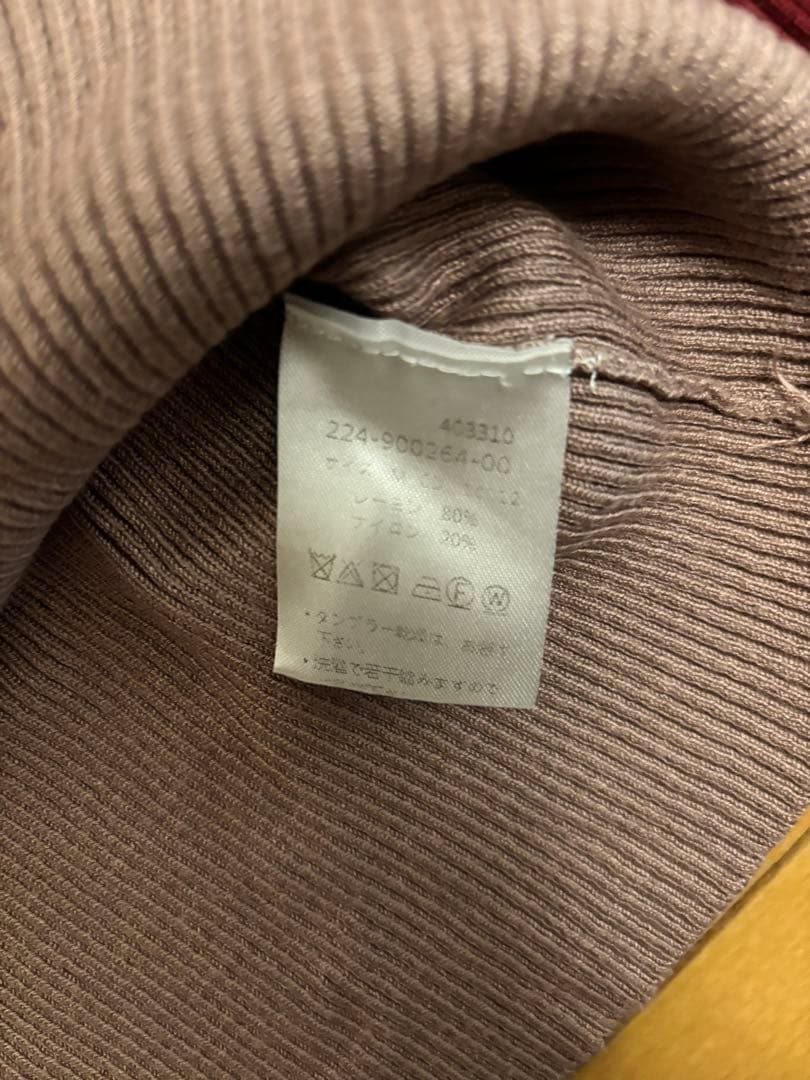 403310
224-900264-00
サイズ
レーヨン 80%
ナイロン 20%
F W
・タンブラー乾燥は お避け
下さい。
・洗濯で若干縮みますので